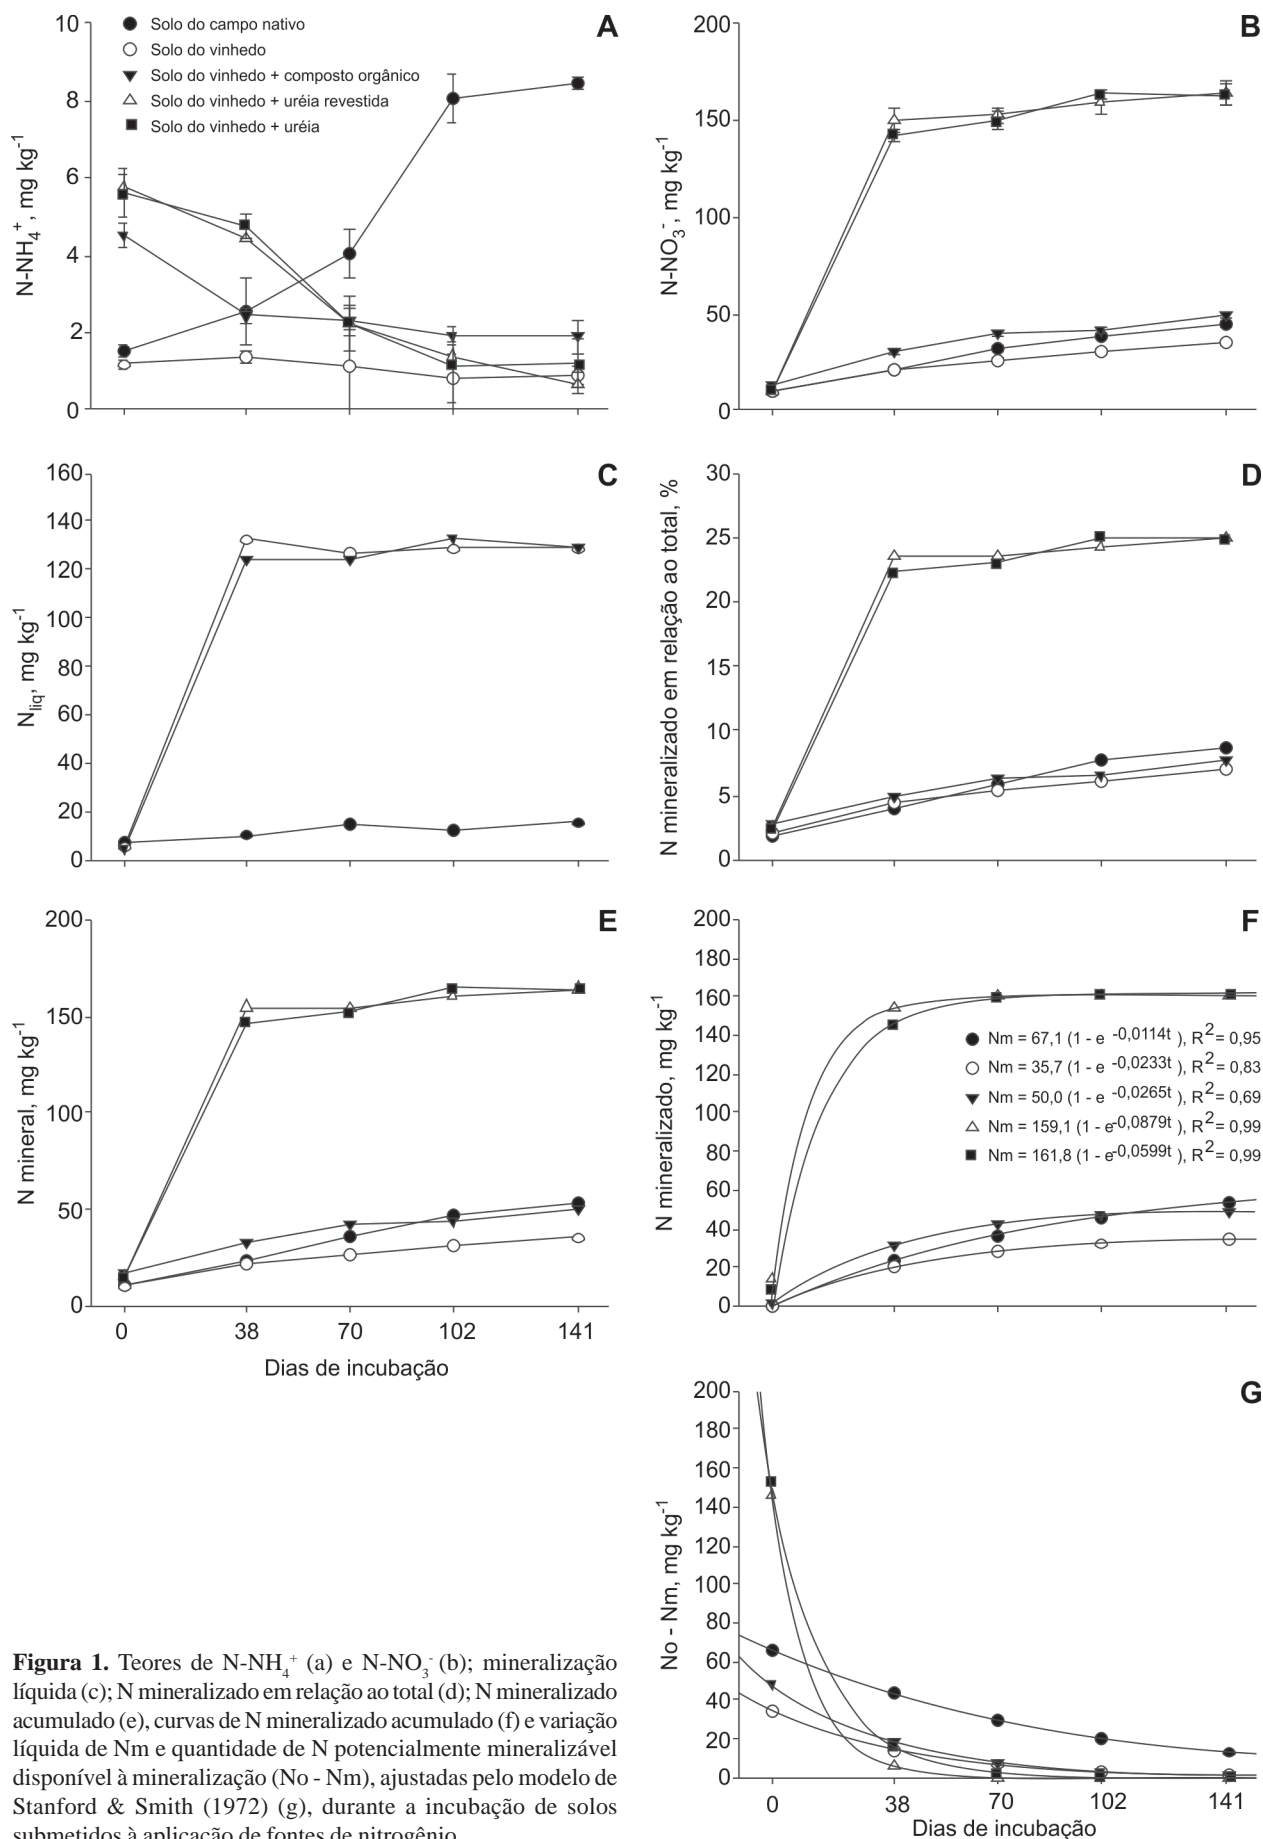 A
10
8
6
4
2
0
N-NH4+, mg kg-1
Solo do campo nativo
Solo do vinhedo
Solo do vinhedo + composto orgânico
Solo do vinhedo + uréia revestida
Solo do vinhedo + uréia
B
200
150
100
50
0
N-NO3-, mg kg-1
C
160
140
120
100
80
60
40
20
0
Nliq, mg kg-1
D
30
25
20
15
10
5
0
N mineralizado em relação ao total, %
E
200
150
100
50
0
N mineral, mg kg-1
0 38 70 102 141
Dias de incubação
F
200
180
160
140
120
100
80
60
40
20
0
N mineralizado, mg kg-1
Nm = 67,1 (1 - e -0,0114t ), R2 = 0,95
Nm = 35,7 (1 - e -0,0233t ), R2 = 0,83
Nm = 50,0 (1 - e -0,0265t ), R2 = 0,69
Nm = 159,1 (1 - e-0,0879t ), R2 = 0,99
Nm = 161,8 (1 - e-0,0599t ), R2 = 0,99
G
200
180
160
140
120
100
80
60
40
20
0
No - Nm, mg kg-1
0 38 70 102 141
Dias de incubação
Figura 1. Teores de N-NH4+ (a) e N-NO3- (b); mineralização
líquida (c); N mineralizado em relação ao total (d); N mineralizado
acumulado (e), curvas de N mineralizado acumulado (f) e variação
líquida de Nm e quantidade de N potencialmente mineralizável
disponível à mineralização (No - Nm), ajustadas pelo modelo de
Stanford & Smith (1972) (g), durante a incubação de solos
submetidos à aplicação de fontes de nitrogênio.